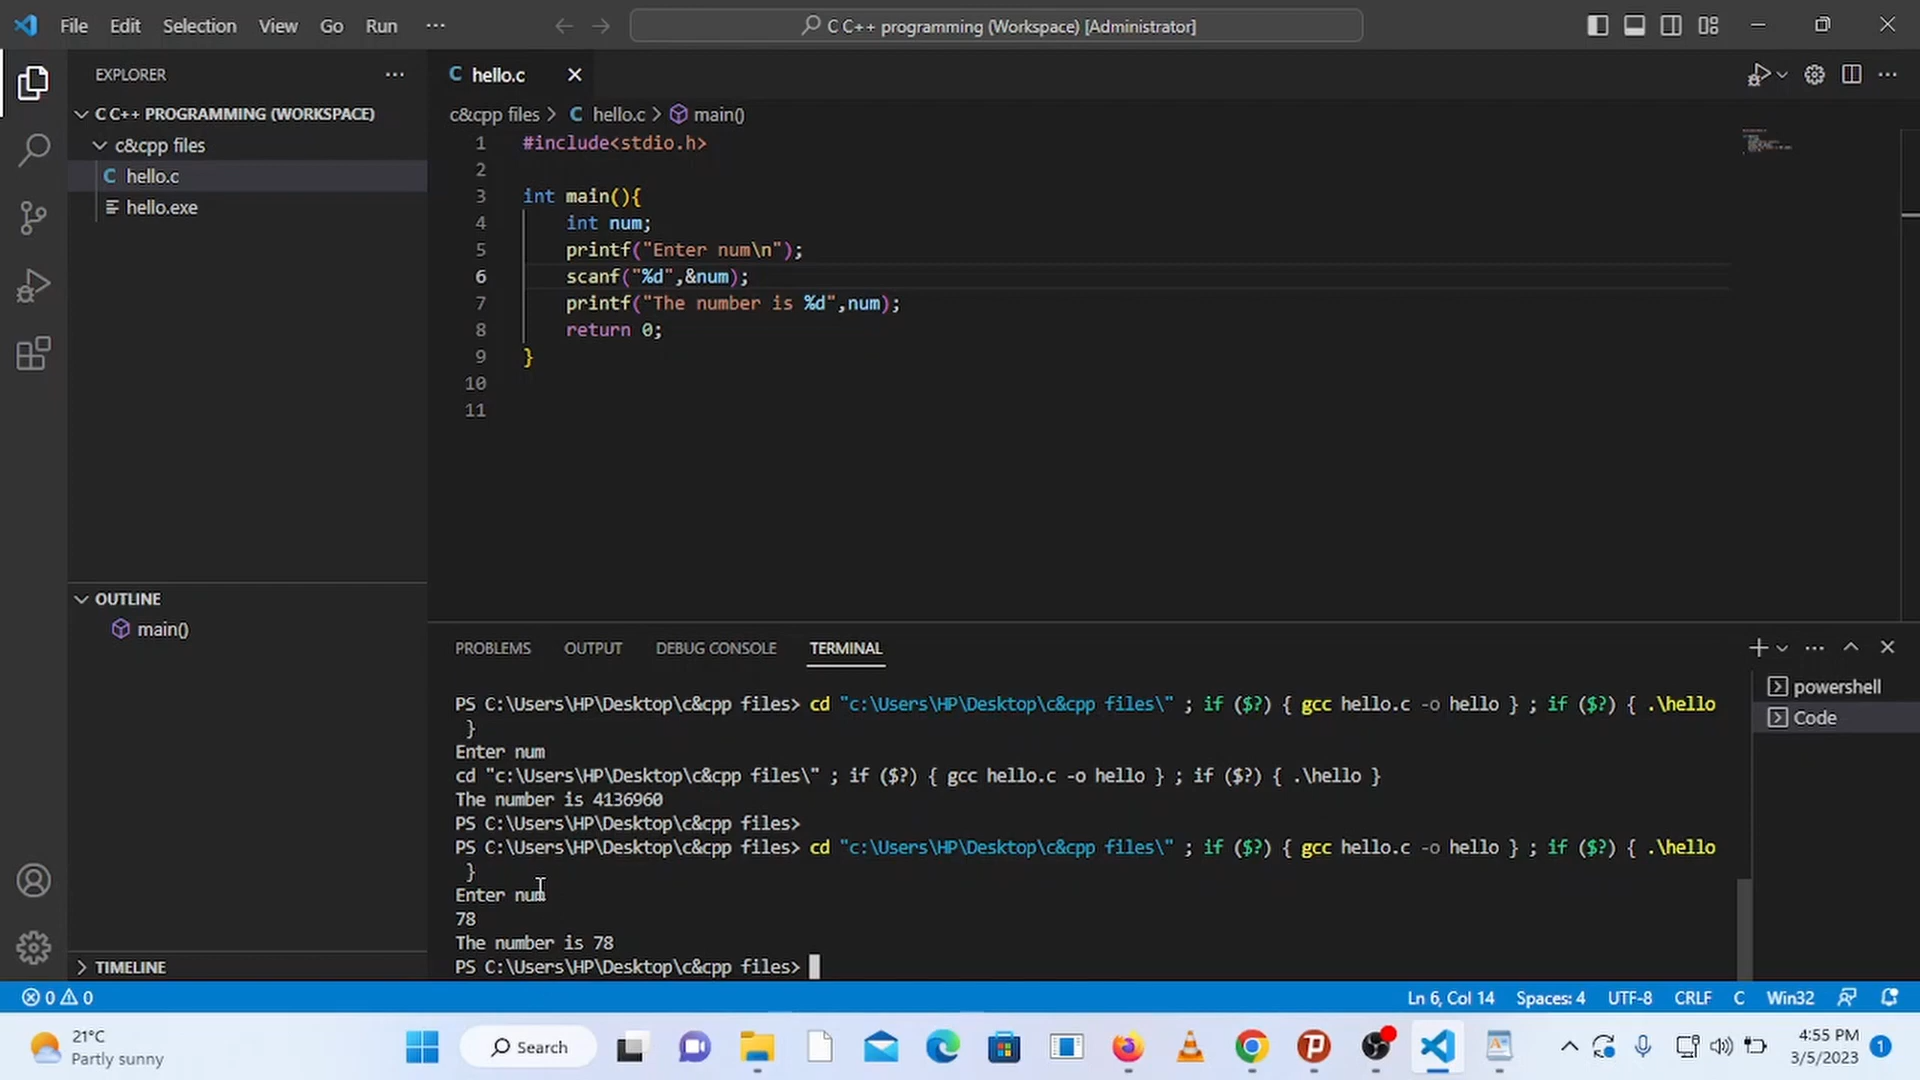 File Edit Selection View Go Run ···
C C++ programming (Workspace) [Administrator]
EXPLORER ···
C C++ PROGRAMMING (WORKSPACE)
c&cpp files
C hello.c
hello.exe
OUTLINE
main()
TIMELINE
C hello.c
c&cpp files > C hello.c > main()
1 #include<stdio.h>
2
3 int main(){
4 int num;
5 printf("Enter num\n");
6 scanf("%d",&num);
7 printf("The number is %d",num);
8 return 0;
9 }
10
11
PROBLEMS OUTPUT DEBUG CONSOLE TERMINAL
PS C:\Users\HP\Desktop\c&cpp files> cd "c:\Users\HP\Desktop\c&cpp files\" ; if ($?) { gcc hello.c -o hello } ; if ($?) { .\hello
}
Enter num
cd "c:\Users\HP\Desktop\c&cpp files\" ; if ($?) { gcc hello.c -o hello } ; if ($?) { .\hello }
The number is 4136960
PS C:\Users\HP\Desktop\c&cpp files>
PS C:\Users\HP\Desktop\c&cpp files> cd "c:\Users\HP\Desktop\c&cpp files\" ; if ($?) { gcc hello.c -o hello } ; if ($?) { .\hello
}
Enter num
78
The number is 78
PS C:\Users\HP\Desktop\c&cpp files>
powershell
Code
0 0
Ln 6, Col 14 Spaces: 4 UTF-8 CRLF C Win32
21°C
Partly sunny
Search
4:55 PM
3/5/2023
1